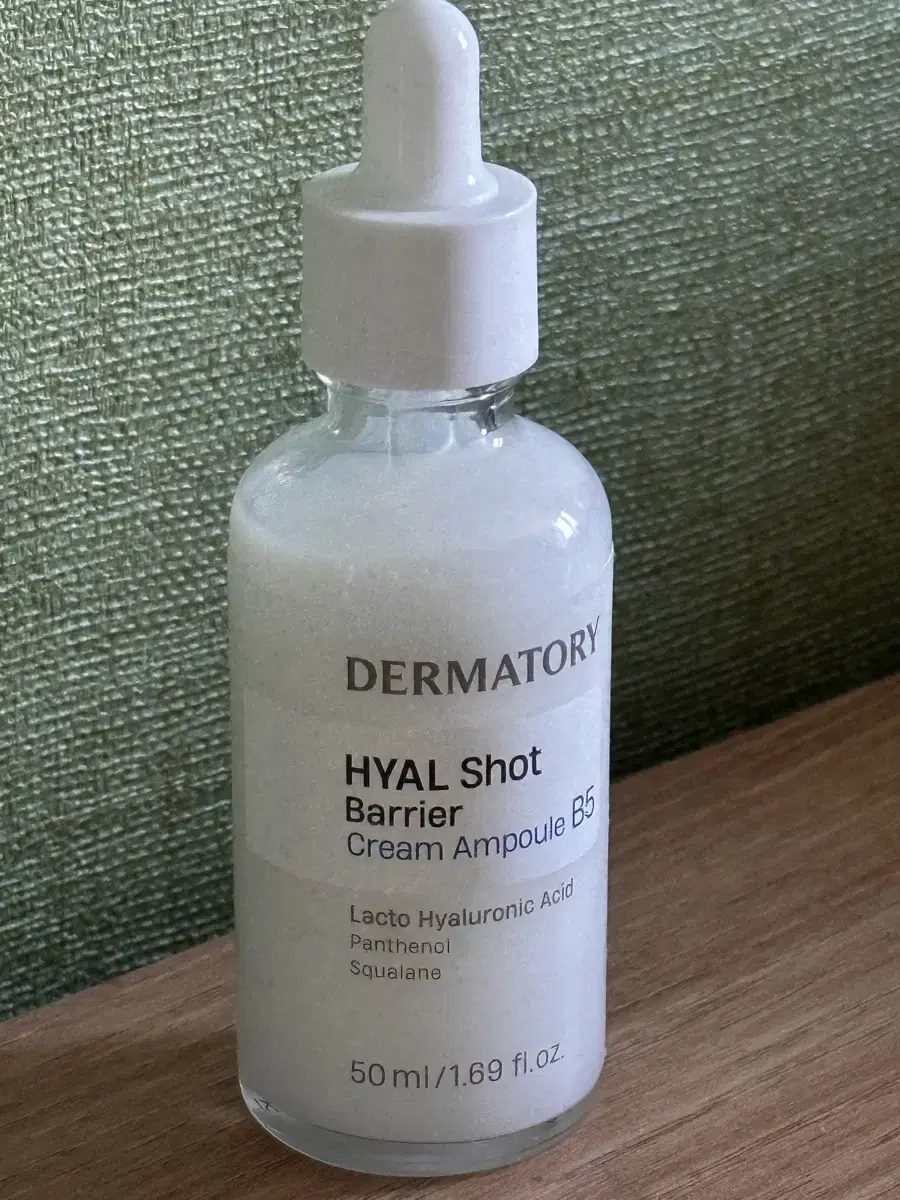 DERMATORY
HYAL Shot
Barrier
Cream Ampoule B5
Lacto Hyaluronic Acid
Panthenol
Squalane
50 ml/1.69 fl.oz.